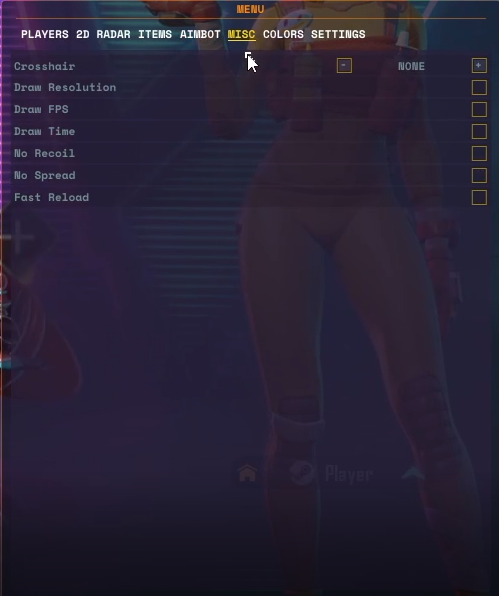 MENU
PLAYERS 2D RADAR ITEMS AIMBOT MISC COLORS SETTINGS
Crosshair - NONE +
Draw Resolution
Draw FPS
Draw Time
No Recoil
No Spread
Fast Reload
Player